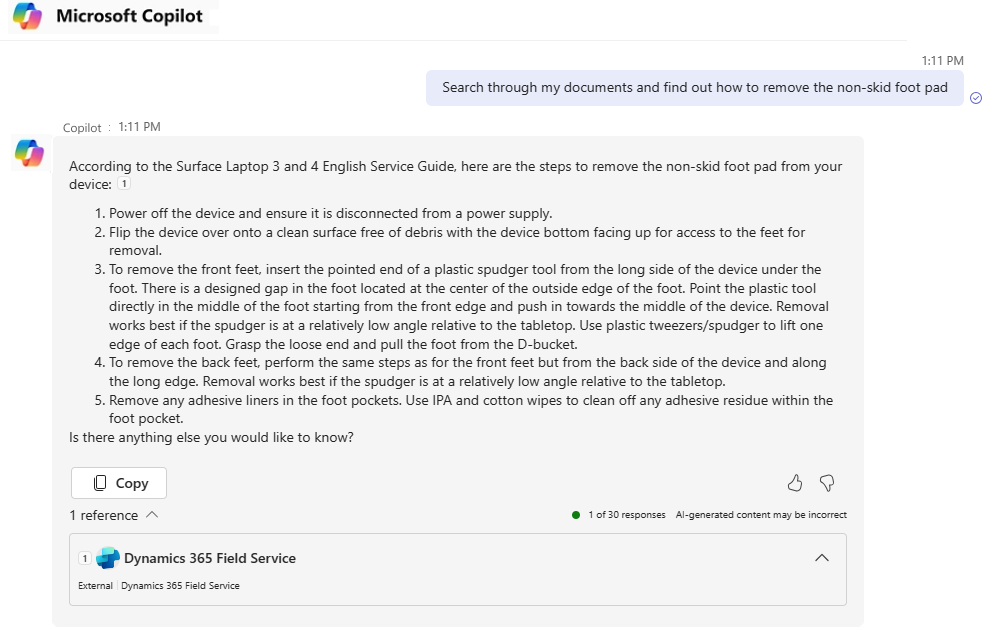 Microsoft Copilot
1:11 PM
Search through my documents and find out how to remove the non-skid foot pad
Copilot : 1:11 PM
According to the Surface Laptop 3 and 4 English Service Guide, here are the steps to remove the non-skid foot pad from your
device: 1
1. Power off the device and ensure it is disconnected from a power supply.
2. Flip the device over onto a clean surface free of debris with the device bottom facing up for access to the feet for
removal.
3. To remove the front feet, insert the pointed end of a plastic spudger tool from the long side of the device under the
foot. There is a designed gap in the foot located at the center of the outside edge of the foot. Point the plastic tool
directly in the middle of the foot starting from the front edge and push in towards the middle of the device. Removal
works best if the spudger is at a relatively low angle relative to the tabletop. Use plastic tweezers/spudger to lift one
edge of each foot. Grasp the loose end and pull the foot from the D-bucket.
4. To remove the back feet, perform the same steps as for the front feet but from the back side of the device and along
the long edge. Removal works best if the spudger is at a relatively low angle relative to the tabletop.
5. Remove any adhesive liners in the foot pockets. Use IPA and cotton wipes to clean off any adhesive residue within the
foot pocket.
Is there anything else you would like to know?
Copy
1 reference
1 of 30 responses AI-generated content may be incorrect
1 Dynamics 365 Field Service
External Dynamics 365 Field Service